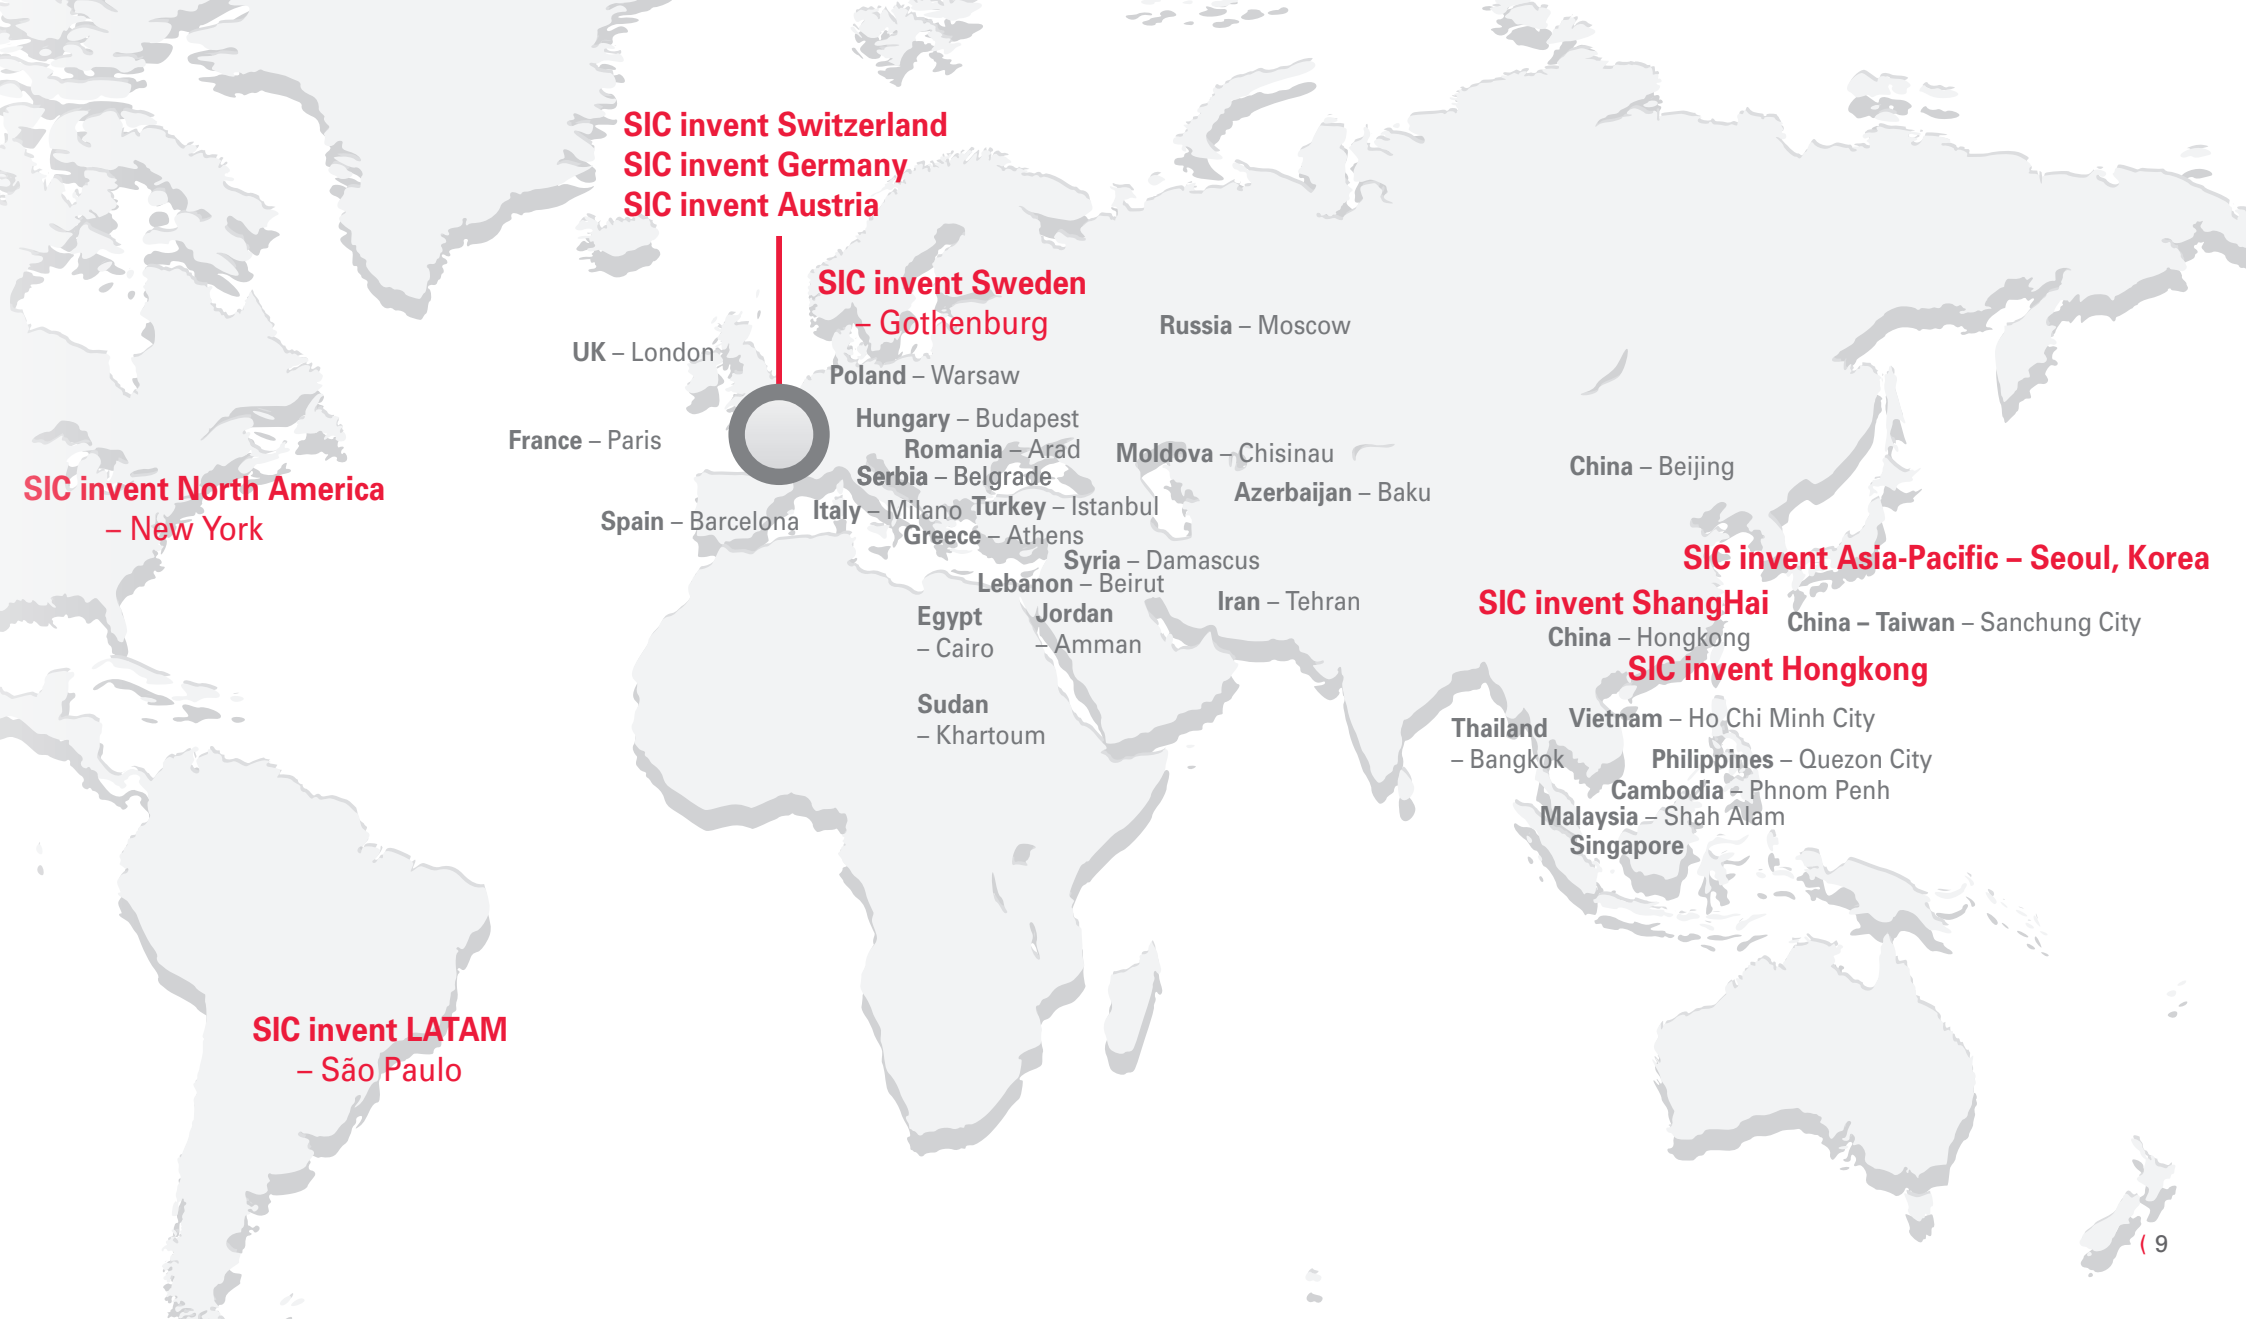 SIC invent Switzerland
SIC invent Germany
SIC invent Austria
SIC invent Sweden
– Gothenburg
Russia – Moscow
UK – London
Poland – Warsaw
Hungary – Budapest
France – Paris
Romania – Arad
Moldova – Chisinau
China – Beijing
Serbia – Belgrade
SIC invent North America
– New York
Azerbaijan – Baku
Spain – Barcelona
Italy – Milano
Turkey – Istanbul
Greece – Athens
SIC invent Asia-Pacific – Seoul, Korea
Syria – Damascus
Lebanon – Beirut
Iran – Tehran
SIC invent ShangHai
Egypt
– Cairo
Jordan
– Amman
China – Taiwan – Sanchung City
China – Hongkong
SIC invent Hongkong
Sudan
– Khartoum
Thailand
– Bangkok
Vietnam – Ho Chi Minh City
Philippines – Quezon City
Cambodia – Phnom Penh
Malaysia – Shah Alam
Singapore
SIC invent LATAM
– São Paulo
( 9